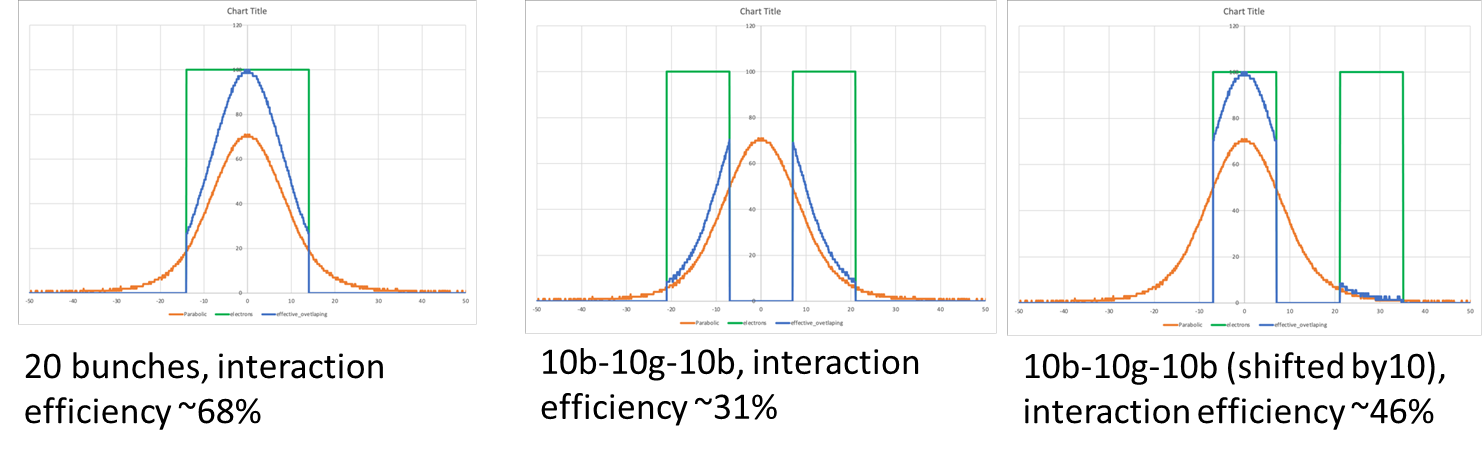 Chart Title
120
100
80
60
40
20
0
-50 -40 -30 -20 -10 0 10 20 30 40 50
Parabolic electrons effective_ovetlaping
20 bunches, interaction
efficiency ~68%
Chart Title
120
100
80
60
40
20
0
-50 -40 -30 -20 -10 0 10 20 30 40 50
Parabolic electrons effective_ovetlaping
10b-10g-10b, interaction
efficiency ~31%
Chart Title
120
100
80
60
40
20
0
-50 -40 -30 -20 -10 0 10 20 30 40 50
Parabolic electrons effective_ovetlaping
10b-10g-10b (shifted by10),
interaction efficiency ~46%